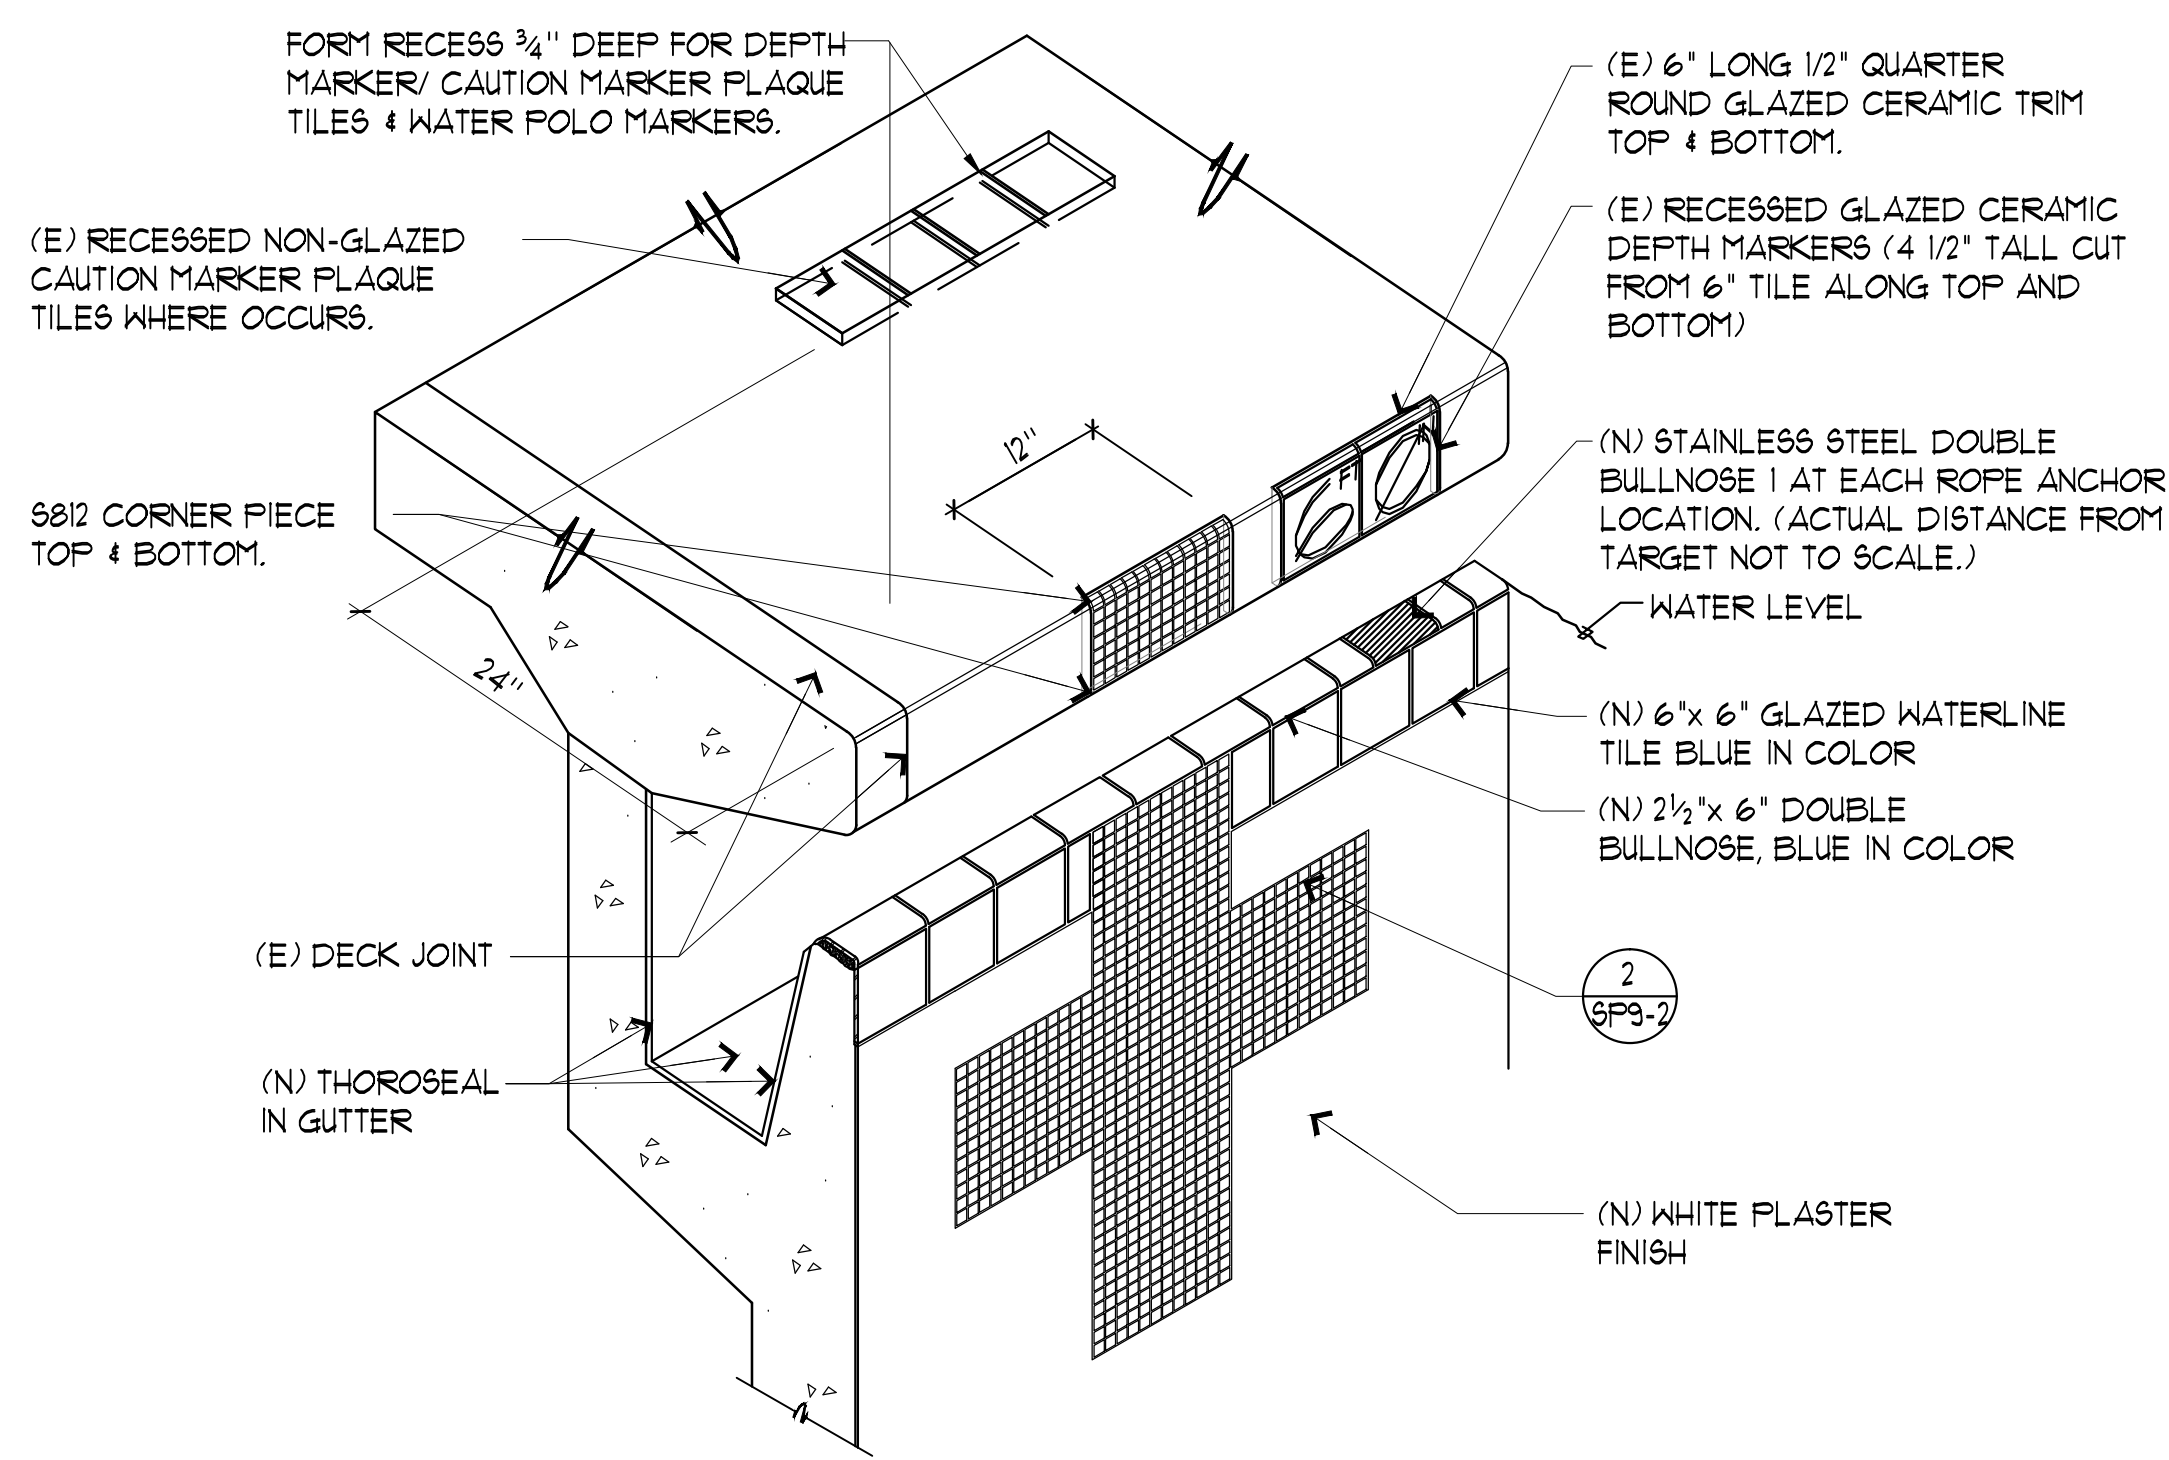 FORM RECESS ¾" DEEP FOR DEPTH
MARKER/ CAUTION MARKER PLAQUE
TILES & WATER POLO MARKERS.
(E) RECESSED NON-GLAZED
CAUTION MARKER PLAQUE
TILES WHERE OCCURS.
S812 CORNER PIECE
TOP & BOTTOM.
24"
12"
FT
(E) DECK JOINT
(N) THOROSEAL
IN GUTTER
(E) 6" LONG 1/2" QUARTER
ROUND GLAZED CERAMIC TRIM
TOP & BOTTOM.
(E) RECESSED GLAZED CERAMIC
DEPTH MARKERS (4 1/2" TALL CUT
FROM 6" TILE ALONG TOP AND
BOTTOM)
(N) STAINLESS STEEL DOUBLE
BULLNOSE 1 AT EACH ROPE ANCHOR
LOCATION. (ACTUAL DISTANCE FROM
TARGET NOT TO SCALE.)
WATER LEVEL
(N) 6"x 6" GLAZED WATERLINE
TILE BLUE IN COLOR
(N) 2½"x 6" DOUBLE
BULLNOSE, BLUE IN COLOR
2
SP9-2
(N) WHITE PLASTER
FINISH